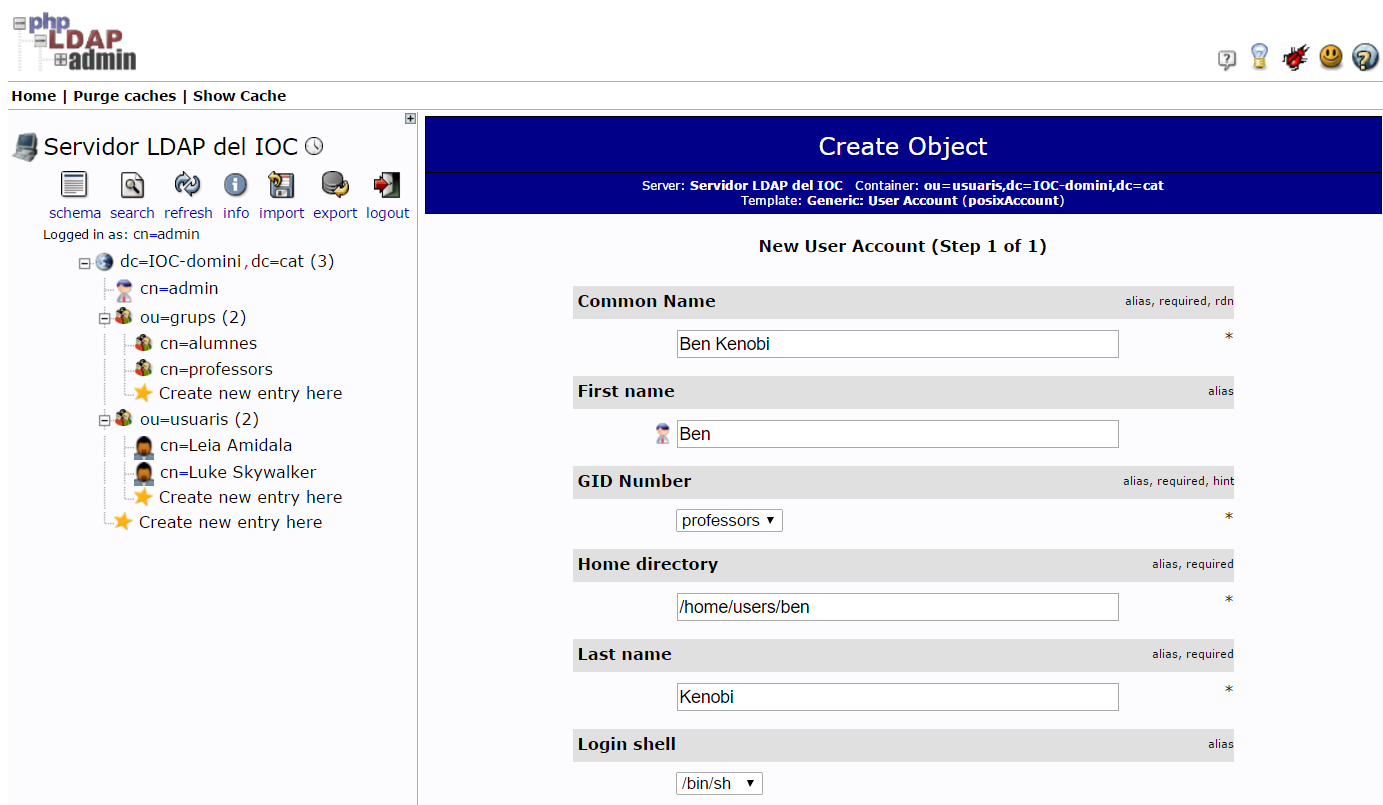 php
LDAP
admin
Home | Purge caches | Show Cache
Servidor LDAP del IOC
schema search refresh info import export logout
Logged in as: cn=admin
dc=IOC-domini,dc=cat (3)
cn=admin
ou=grups (2)
cn=alumnes
cn=professors
Create new entry here
ou=usuaris (2)
cn=Leia Amidala
cn=Luke Skywalker
Create new entry here
Create new entry here
Create Object
Server: Servidor LDAP del IOC Container: ou=usuaris,dc=IOC-domini,dc=cat
Template: Generic: User Account (posixAccount)
New User Account (Step 1 of 1)
Common Name alias, required, rdn
Ben Kenobi *
First name alias
Ben
GID Number alias, required, hint
professors *
Home directory alias, required
/home/users/ben *
Last name alias, required
Kenobi *
Login shell alias
/bin/sh